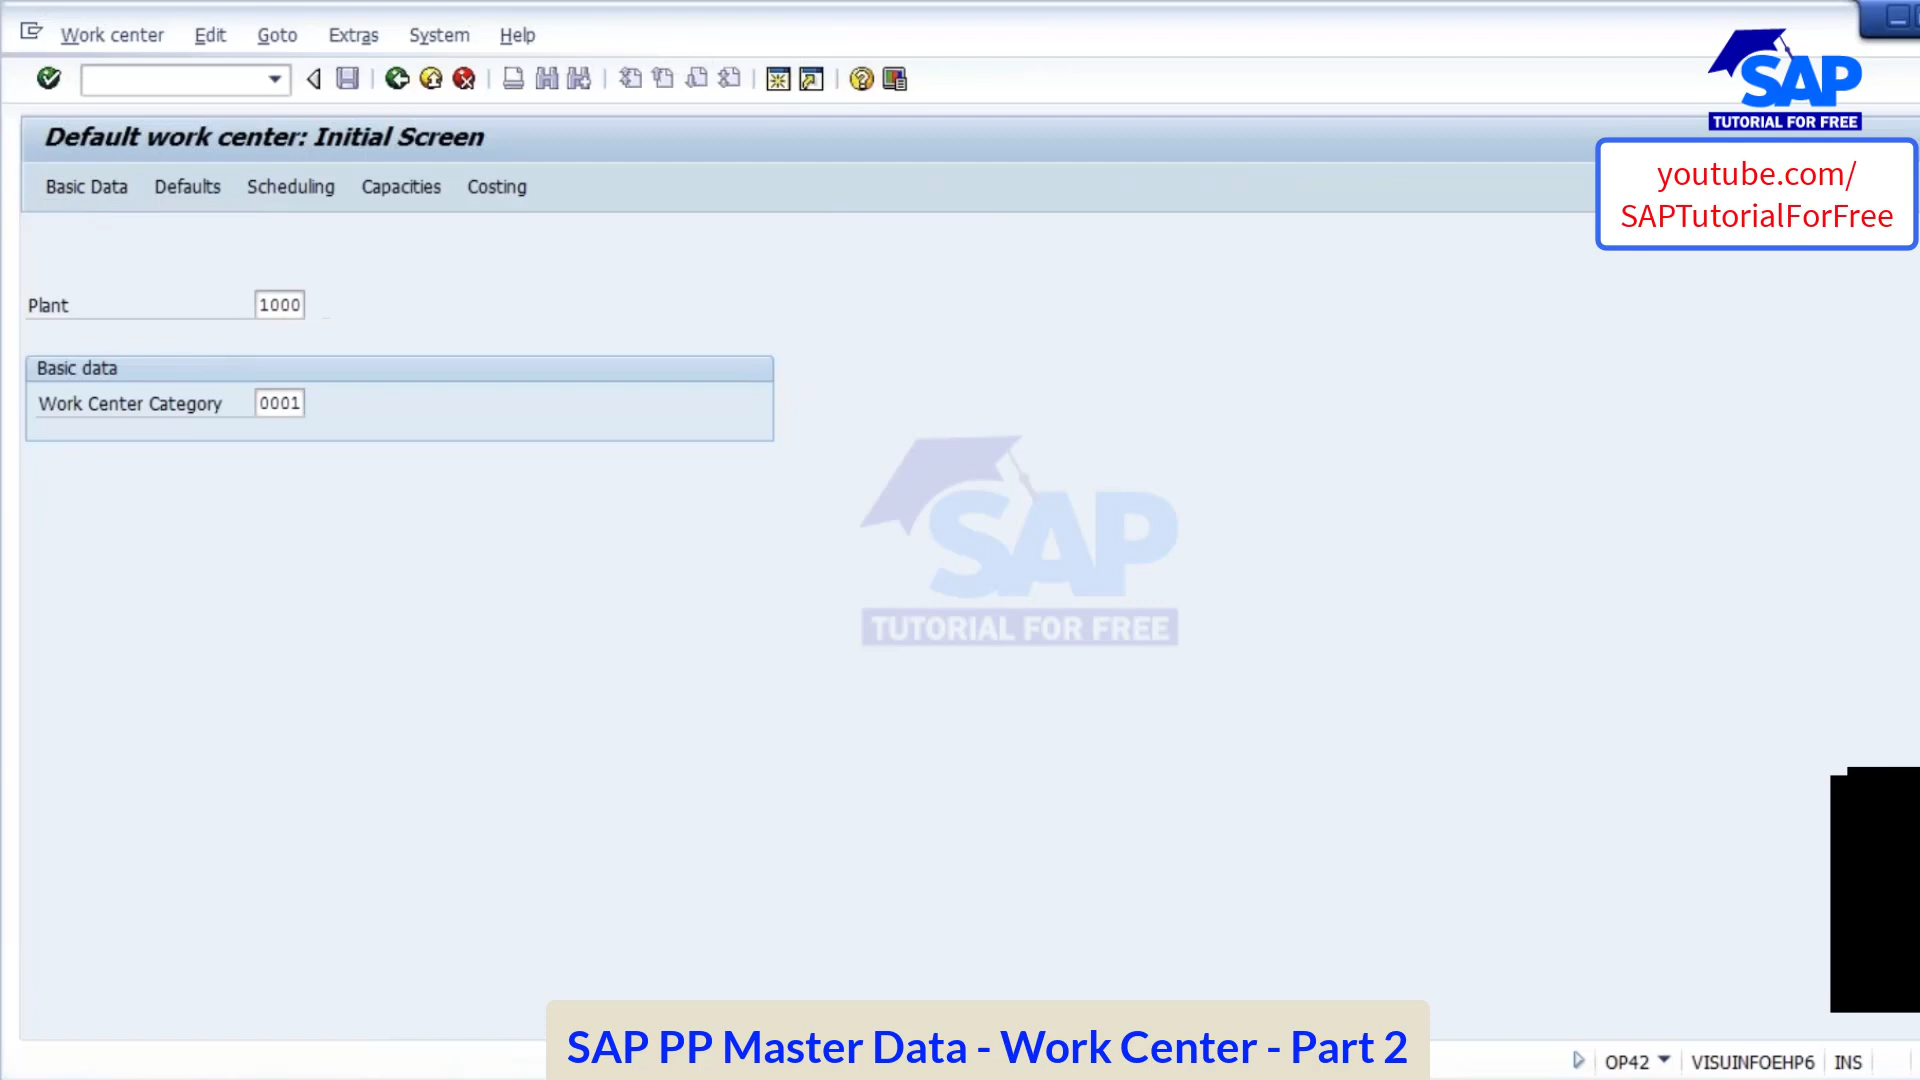 Work center Edit Goto Extras System Help
SAP
TUTORIAL FOR FREE
Default work center: Initial Screen
youtube.com/
SAPTutorialForFree
Basic Data Defaults Scheduling Capacities Costing
Plant 1000
Basic data
Work Center Category 0001
SAP
TUTORIAL FOR FREE
SAP PP Master Data - Work Center - Part 2
OP42 VISUINFOEHP6 INS